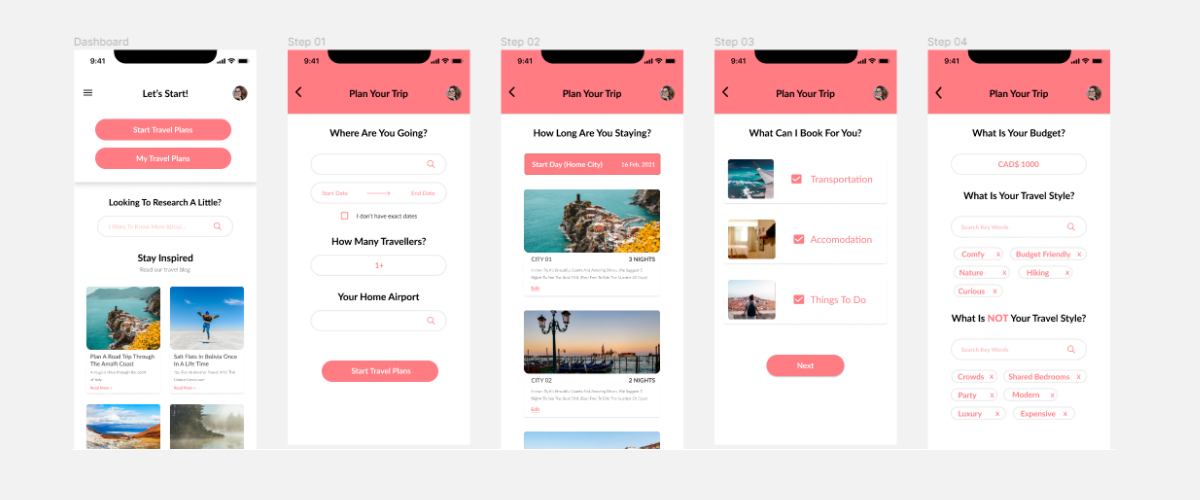 Dashboard
9:41
Let's Start!
Start Travel Plans
My Travel Plans
Looking To Research A Little?
I Want To Know More About...
Stay Inspired
Read our travel blog
Plan A Road Trip Through
The Amalfi Coast
Read More >
Salt Flats In Bolivia Once
In A Life Time
Read More >
Step 01
9:41
Plan Your Trip
Where Are You Going?
Start Date
End Date
I don't have exact dates
How Many Travellers?
1+
Your Home Airport
Start Travel Plans
Step 02
9:41
Plan Your Trip
How Long Are You Staying?
Start Day (Home City) 16 Feb, 2021
CITY 01 3 NIGHTS
Edit
CITY 02 2 NIGHTS
Edit
Step 03
9:41
Plan Your Trip
What Can I Book For You?
Transportation
Accomodation
Things To Do
Next
Step 04
9:41
Plan Your Trip
What Is Your Budget?
CAD$ 1000
What Is Your Travel Style?
Search Key Words
Comfy x Budget Friendly x
Nature x Hiking x
Curious x
What Is NOT Your Travel Style?
Search Key Words
Crowds x Shared Bedrooms x
Party x Modern x
Luxury x Expensive x